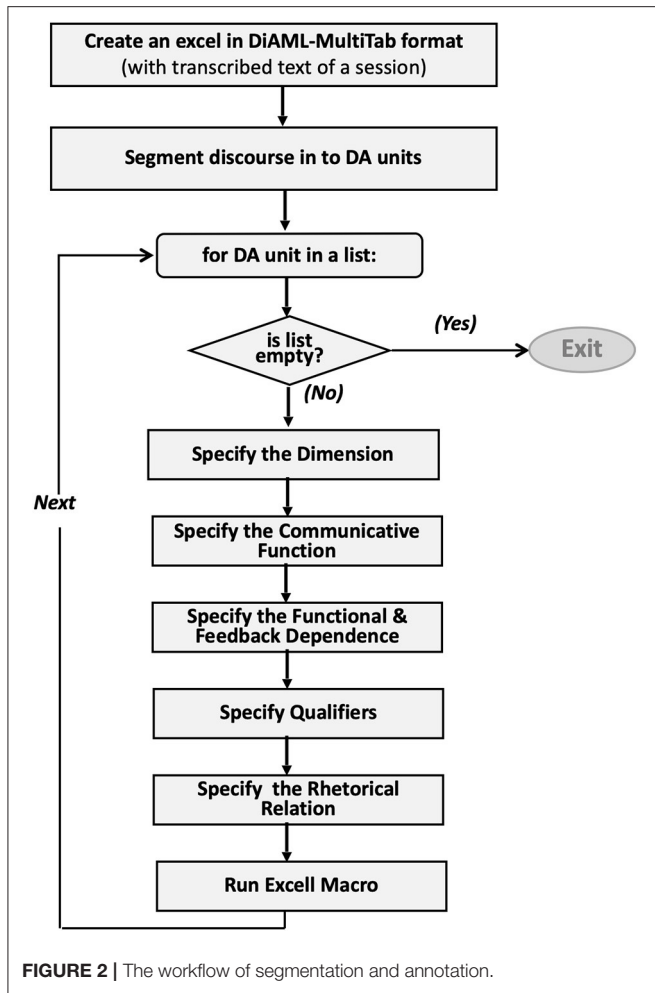 Create an excel in DiAML-MultiTab format
(with transcribed text of a session)
Segment discourse in to DA units
for DA unit in a list:
is list
empty?
(Yes)
Exit
(No)
Specify the Dimension
Next
Specify the Communicative
Function
Specify the Functional &
Feedback Dependence
Specify Qualifiers
Specify the Rhetorical
Relation
Run Excell Macro
FIGURE 2 | The workflow of segmentation and annotation.